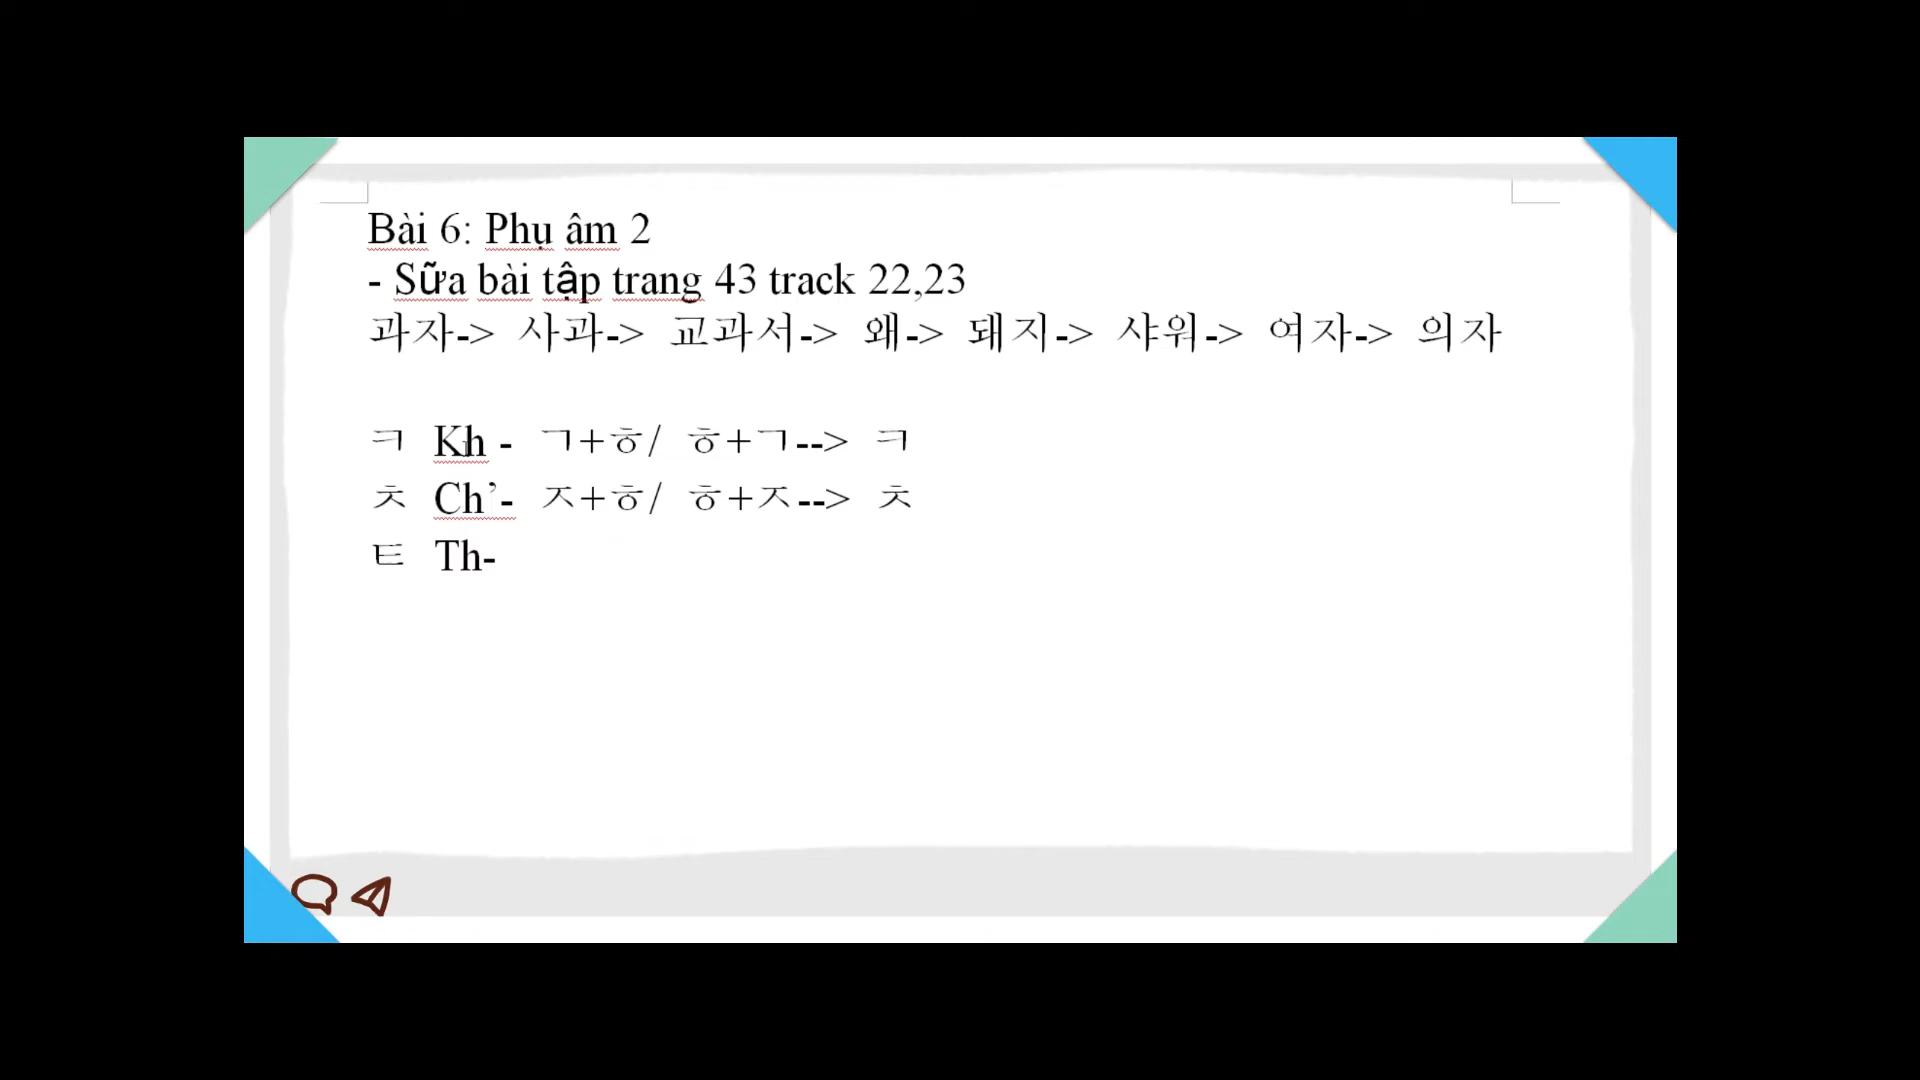 Bài 6: Phụ âm 2
- Sữa bài tập trang 43 track 22,23
과자-> 사과-> 교과서-> 왜-> 돼지-> 샤워-> 여자-> 의자
ㅋ Kh - ㄱ+ㅎ/ ㅎ+ㄱ--> ㅋ
ㅊ Ch’- ㅈ+ㅎ/ ㅎ+ㅈ--> ㅊ
ㅌ Th-